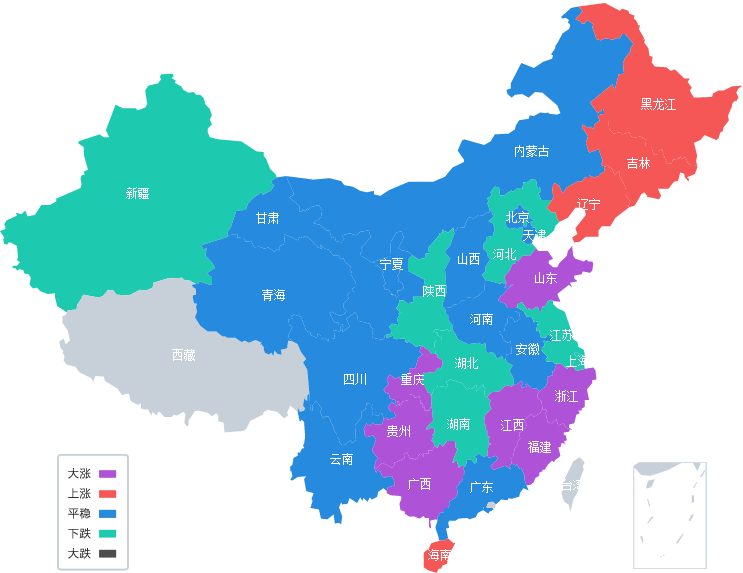 黑龙江
内蒙古
吉林
新疆
辽宁
甘肃
北京
天津
河北
山西
宁夏
山东
陕西
青海
河南
江苏
安徽
西藏
上海
湖北
四川
重庆
浙江
湖南
江西
贵州
福建
云南
广西
广东
台湾
海南
大涨
上涨
平稳
下跌
大跌